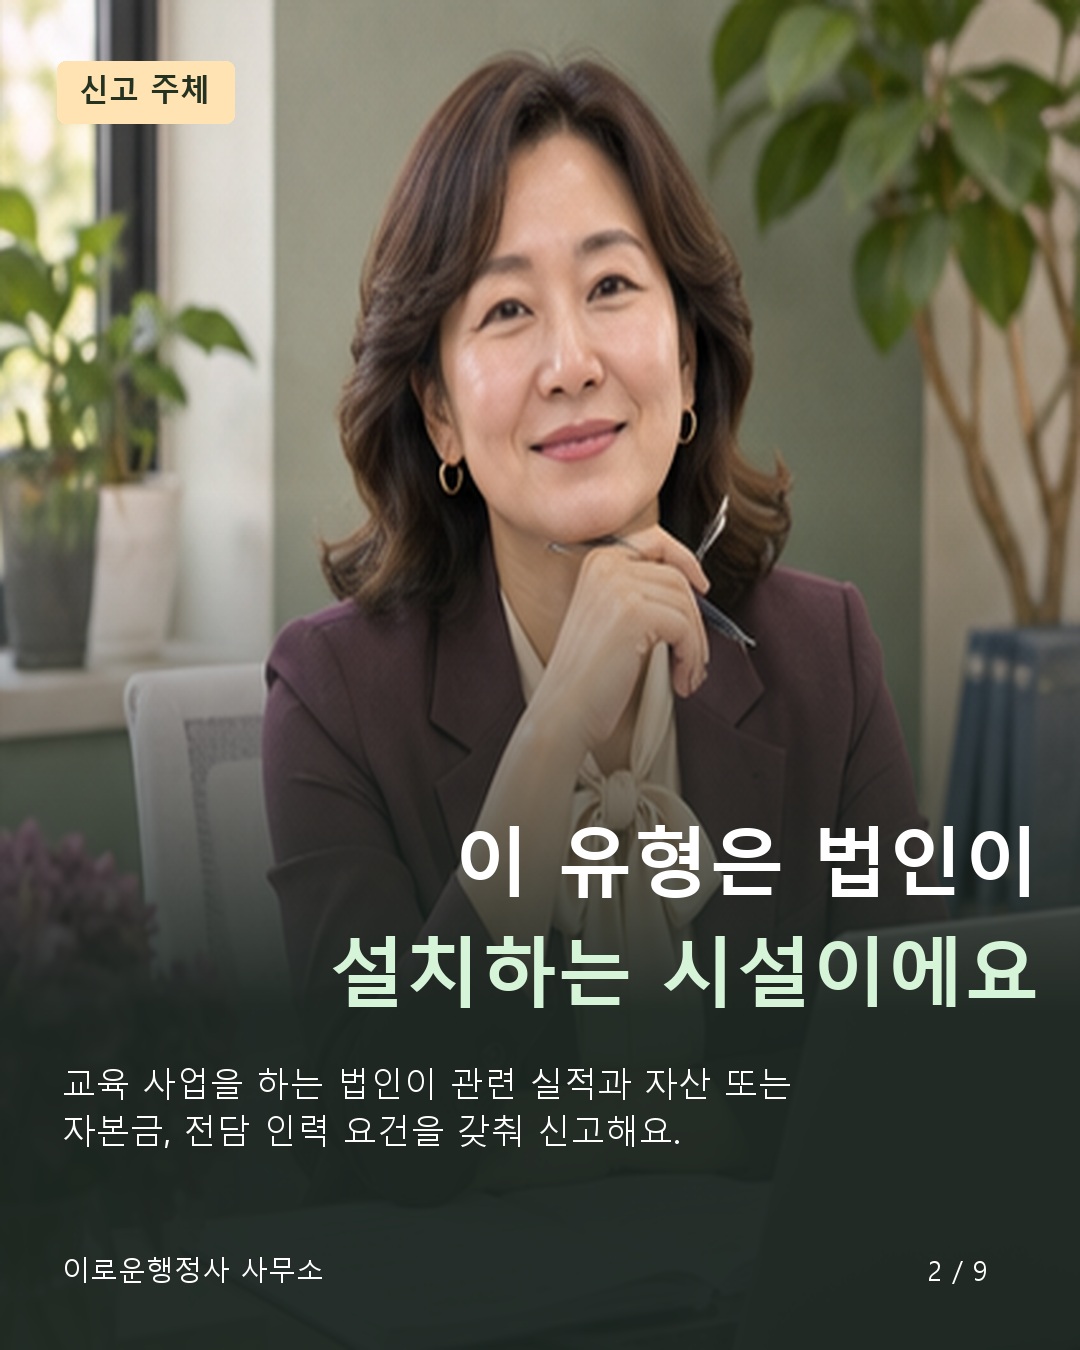 신고 주체
이 유형은 법인이
설치하는 시설이에요
교육 사업을 하는 법인이 관련 실적과 자산 또는
자본금, 전담 인력 요건을 갖춰 신고해요.
이로운행정사 사무소
2 / 9